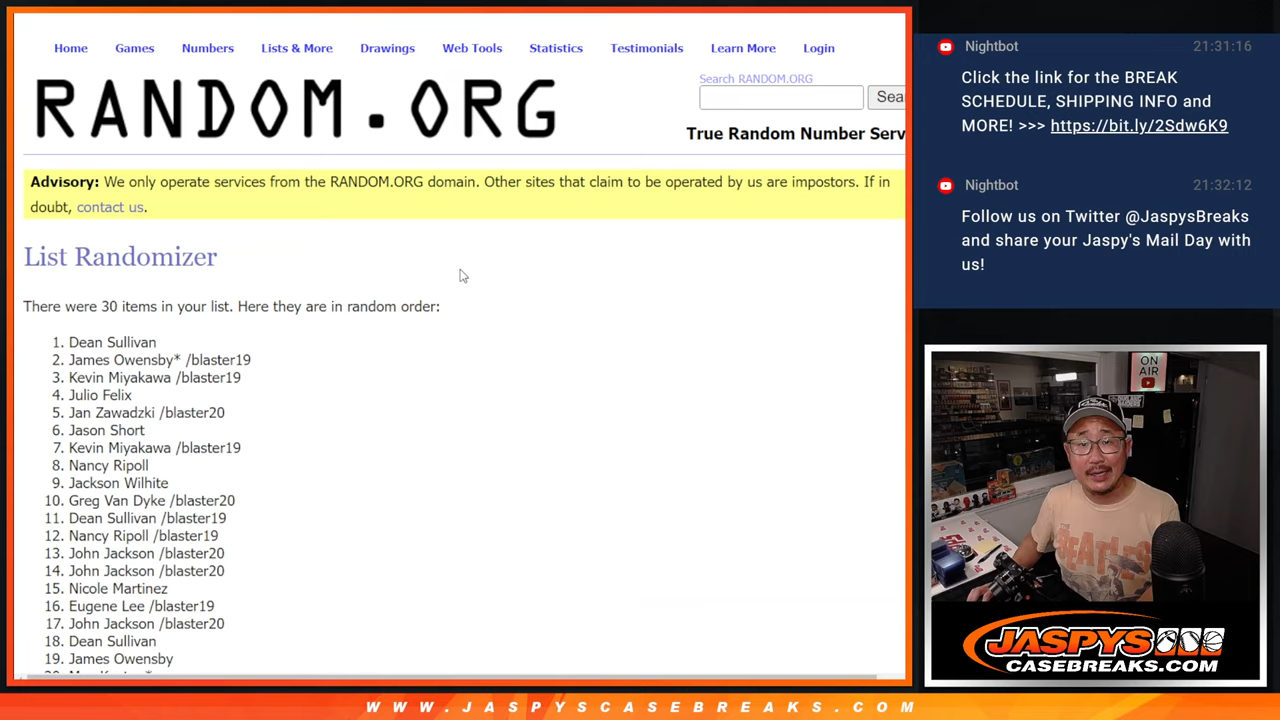 Home Games Numbers Lists & More Drawings Web Tools Statistics Testimonials Learn More Login
RANDOM.ORG
Search RANDOM.ORG
Sea
True Random Number Serv
Advisory: We only operate services from the RANDOM.ORG domain. Other sites that claim to be operated by us are impostors. If in
doubt, contact us.
List Randomizer
There were 30 items in your list. Here they are in random order:
1. Dean Sullivan
2. James Owensby* /blaster19
3. Kevin Miyakawa /blaster19
4. Julio Felix
5. Jan Zawadzki /blaster20
6. Jason Short
7. Kevin Miyakawa /blaster19
8. Nancy Ripoll
9. Jackson Wilhite
10. Greg Van Dyke /blaster20
11. Dean Sullivan /blaster19
12. Nancy Ripoll /blaster19
13. John Jackson /blaster20
14. John Jackson /blaster20
15. Nicole Martinez
16. Eugene Lee /blaster19
17. John Jackson /blaster20
18. Dean Sullivan
19. James Owensby
Nightbot 21:31:16
Click the link for the BREAK
SCHEDULE, SHIPPING INFO and
MORE! >>> https://bit.ly/2Sdw6K9
Nightbot 21:32:12
Follow us on Twitter @JaspysBreaks
and share your Jaspy's Mail Day with
us!
ON
AIR
THE
BEATLES
JASPYS
CASEBREAKS.COM
WWW.JASPYSCASEBREAKS.COM